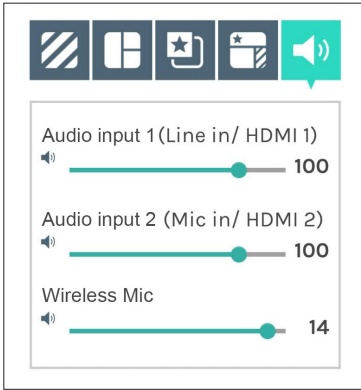 Audio input 1(Line in/ HDMI 1)
100
Audio input 2 (Mic in/ HDMI 2)
100
Wireless Mic
14